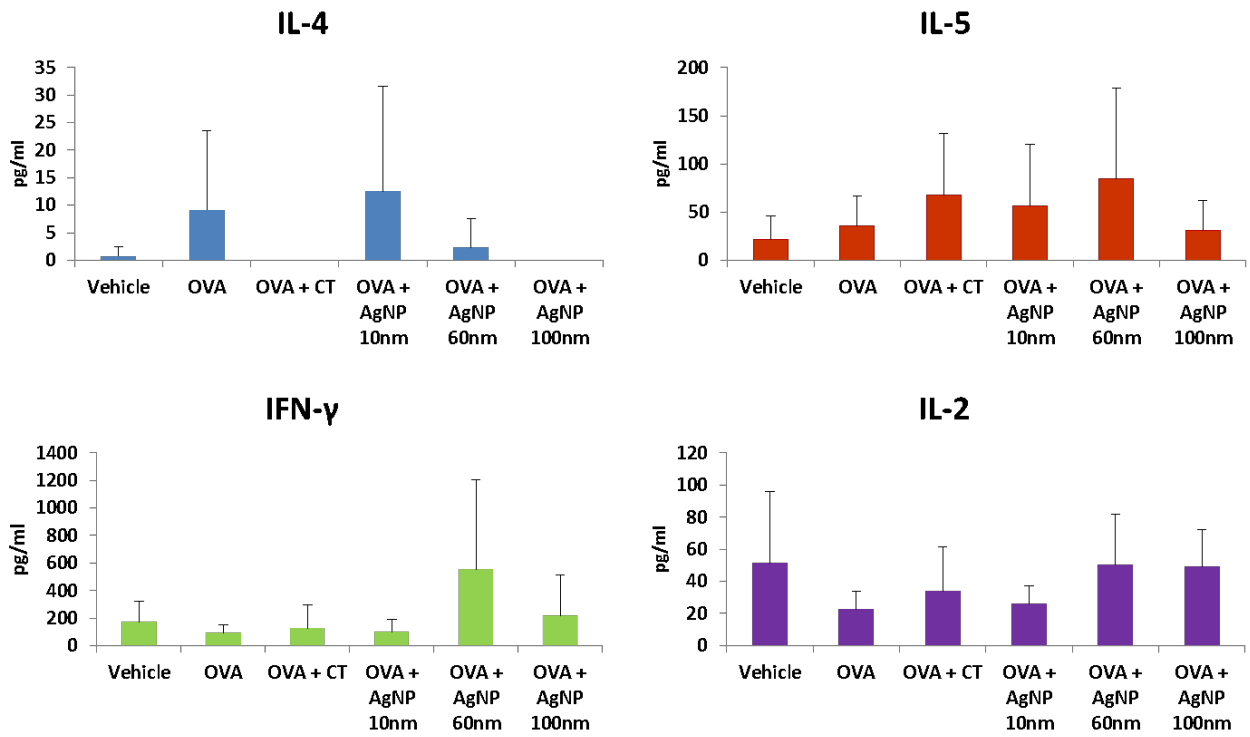 IL-4
35
30
25
20
15
10
5
0
pg/ml
Vehicle OVA OVA + CT OVA + OVA + OVA +
AgNP AgNP AgNP
10nm 60nm 100nm
IL-5
200
150
100
50
0
pg/ml
Vehicle OVA OVA + CT OVA + OVA + OVA +
AgNP AgNP AgNP
10nm 60nm 100nm
IFN-γ
1400
1200
1000
800
600
400
200
0
pg/ml
Vehicle OVA OVA + CT OVA + OVA + OVA +
AgNP AgNP AgNP
10nm 60nm 100nm
IL-2
120
100
80
60
40
20
0
pg/ml
Vehicle OVA OVA + CT OVA + OVA + OVA +
AgNP AgNP AgNP
10nm 60nm 100nm